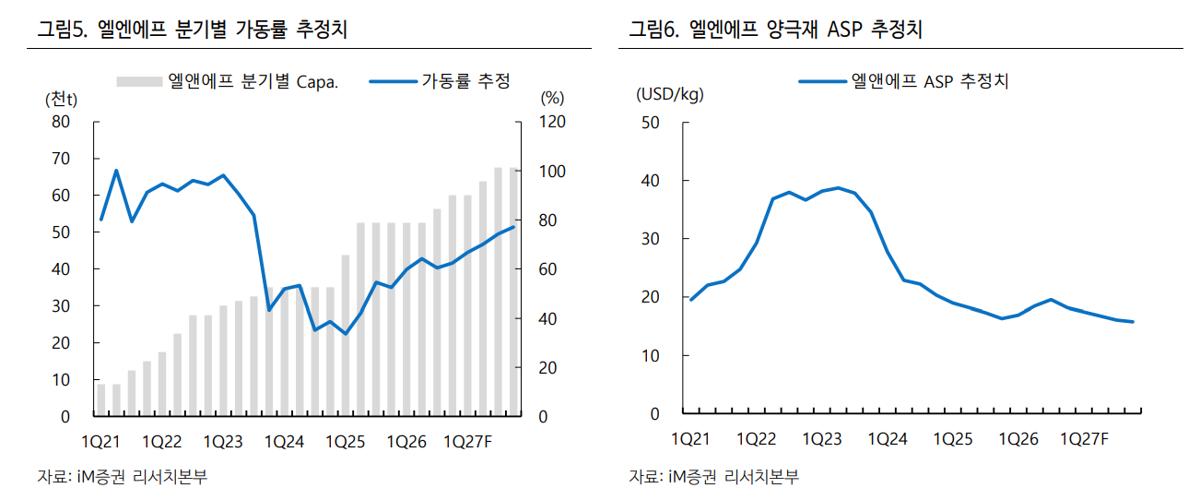 그림5. 엘엔에프 분기별 가동률 추정치
엘앤에프 분기별 Capa.
가동률 추정
(천t)
(%)
80
70
60
50
40
30
20
10
0
120
100
80
60
40
20
0
1Q21 1Q22 1Q23 1Q24 1Q25 1Q26 1Q27F
자료: iM증권 리서치본부
그림6. 엘엔에프 양극재 ASP 추정치
엘앤에프 ASP 추정치
(USD/kg)
50
40
30
20
10
0
1Q21 1Q22 1Q23 1Q24 1Q25 1Q26 1Q27F
자료: iM증권 리서치본부